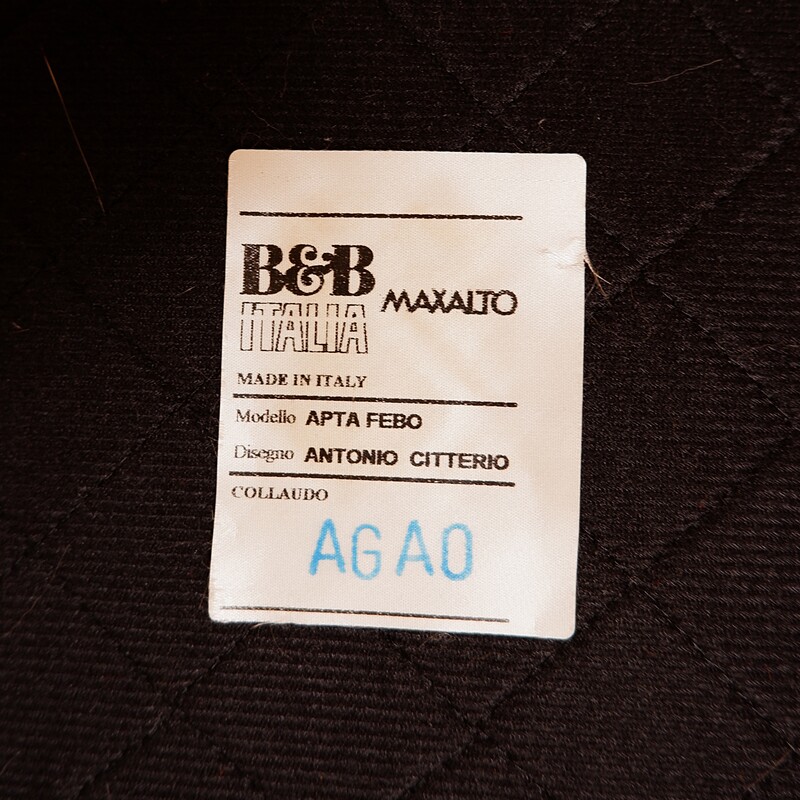 B&B
ITALIA
MAXALTO
MADE IN ITALY
Modello APTA FEBO
Disegno ANTONIO CITTERIO
COLLAUDO
AGAO